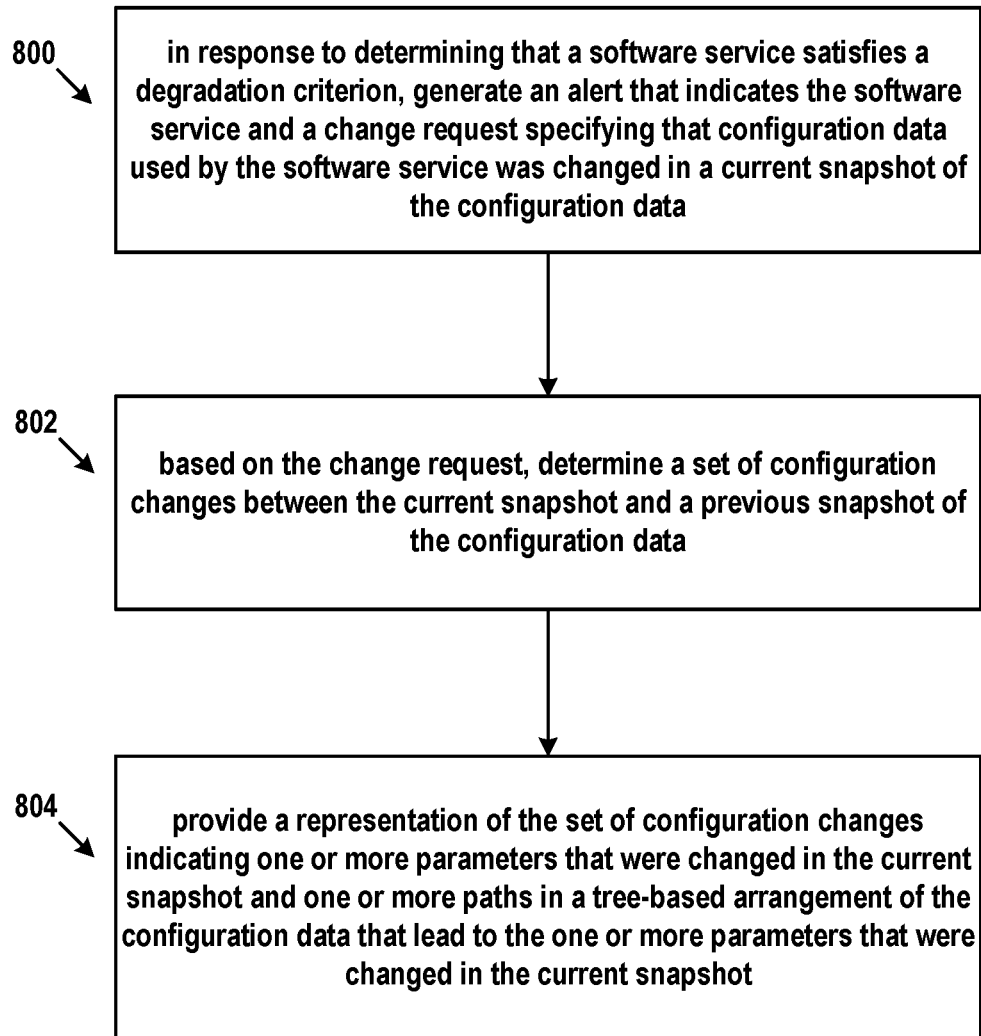 800
in response to determining that a software service satisfies a
degradation criterion, generate an alert that indicates the software
service and a change request specifying that configuration data
used by the software service was changed in a current snapshot of
the configuration data
802
based on the change request, determine a set of configuration
changes between the current snapshot and a previous snapshot of
the configuration data
804
provide a representation of the set of configuration changes
indicating one or more parameters that were changed in the current
snapshot and one or more paths in a tree-based arrangement of the
configuration data that lead to the one or more parameters that were
changed in the current snapshot